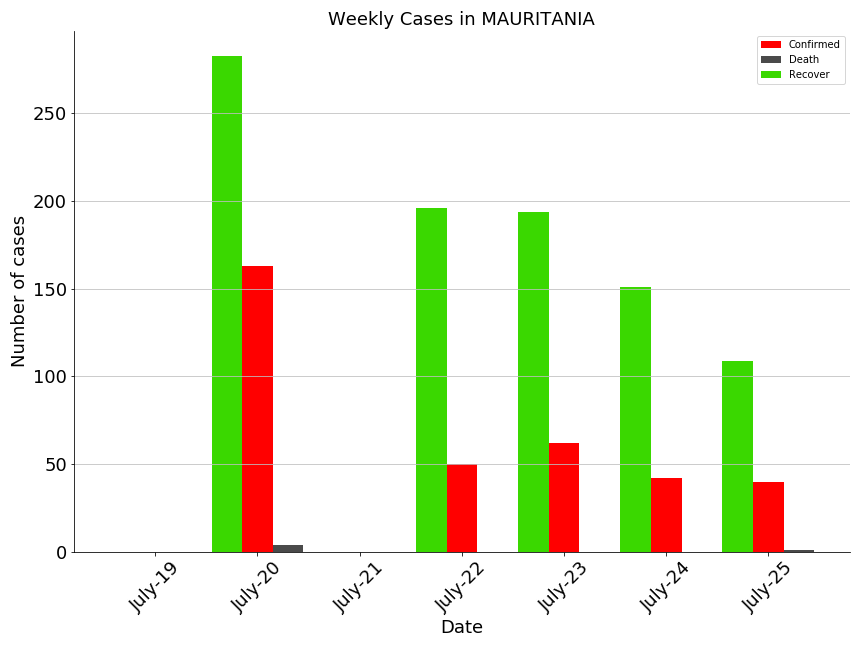 Weekly Cases in MAURITANIA
Confirmed
Death
Recover
Number of cases
250
200
150
100
50
0
July-19
July-20
July-21
July-22
July-23
July-24
July-25
Date